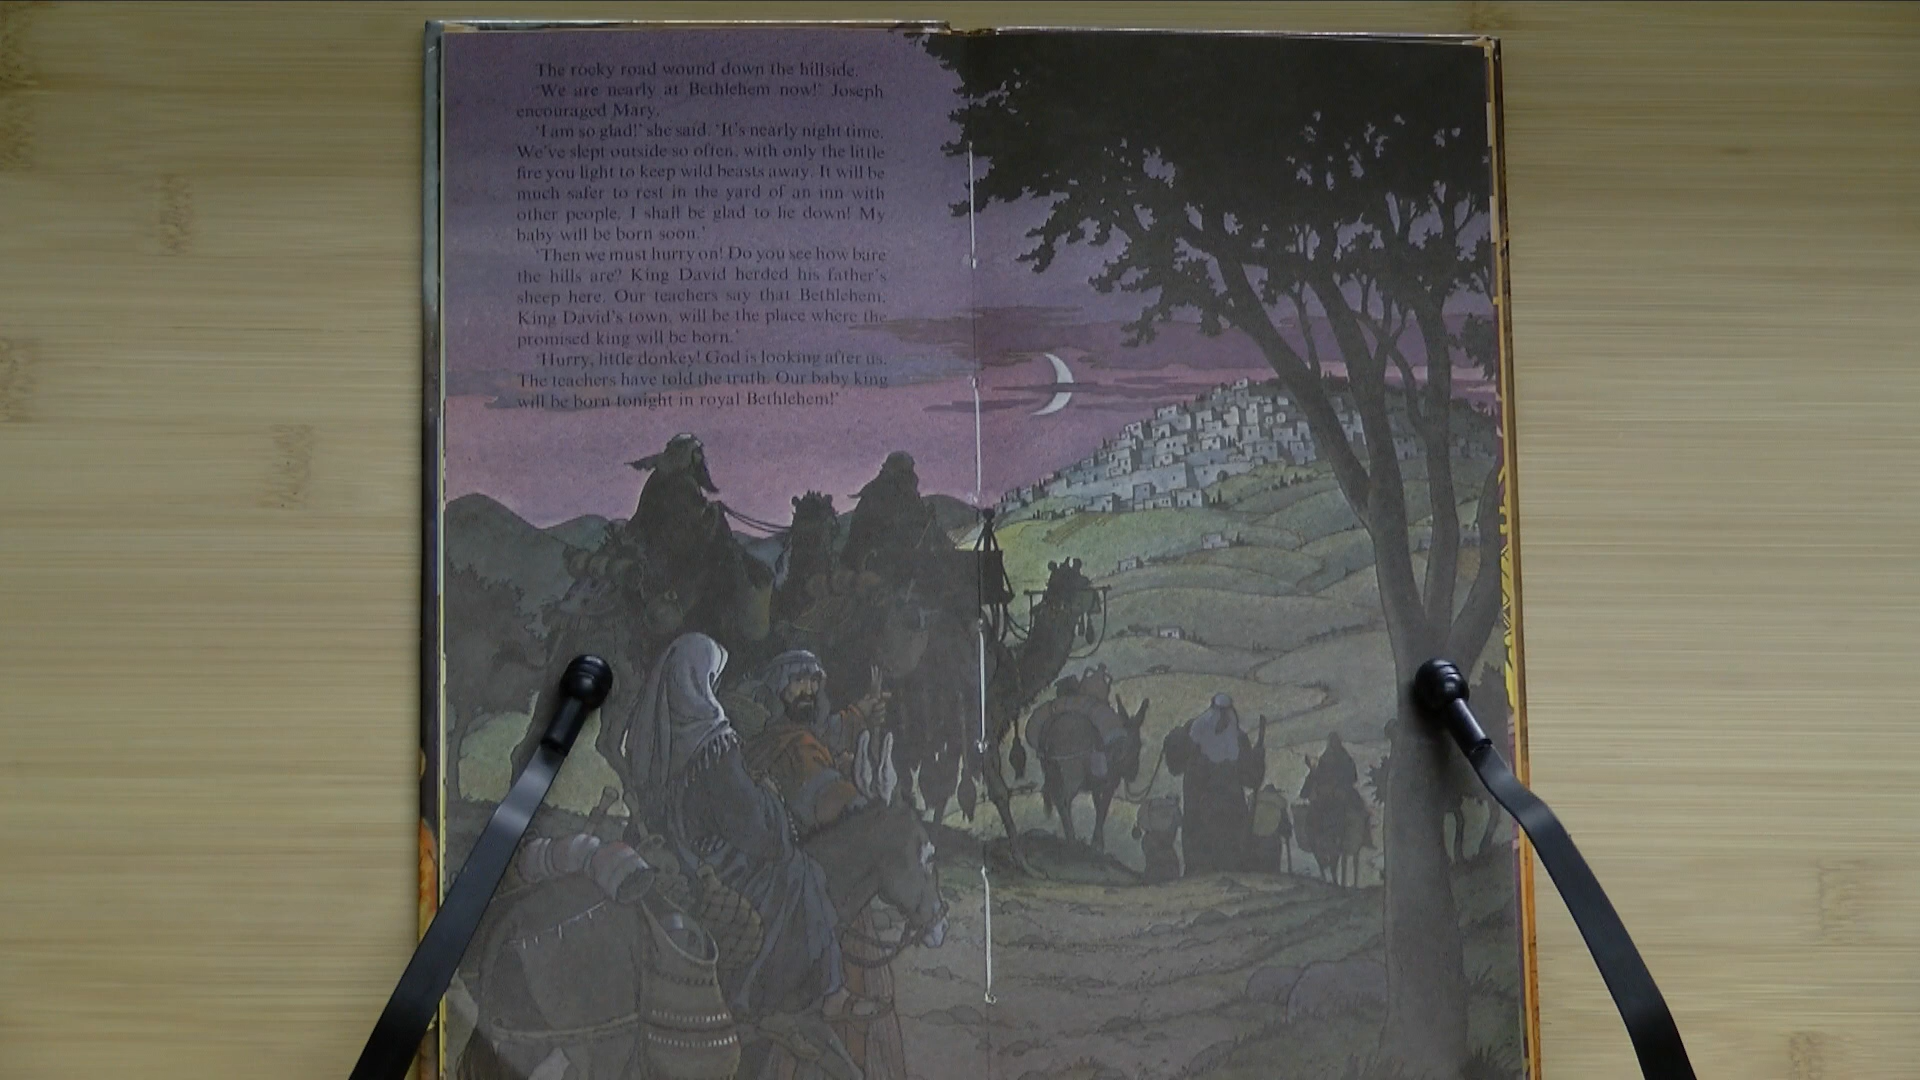 The rocky road wound down the hillside.
'We are nearly at Bethlehem now!' Joseph
encouraged Mary.
'I am so glad!' she said. 'It's nearly night time.
We've slept outside so often, with only the little
fire you light to keep wild beasts away. It will be
much safer to rest in the yard of an inn with
other people. I shall be glad to lie down! My
baby will be born soon.'
'Then we must hurry on! Do you see how bare
the hills are? King David herded his father's
sheep here. Our teachers say that Bethlehem,
King David's town, will be the place where the
promised king will be born.'
'Hurry, little donkey! God is looking after us.
The teachers have told the truth. Our baby king
will be born tonight in royal Bethlehem!'